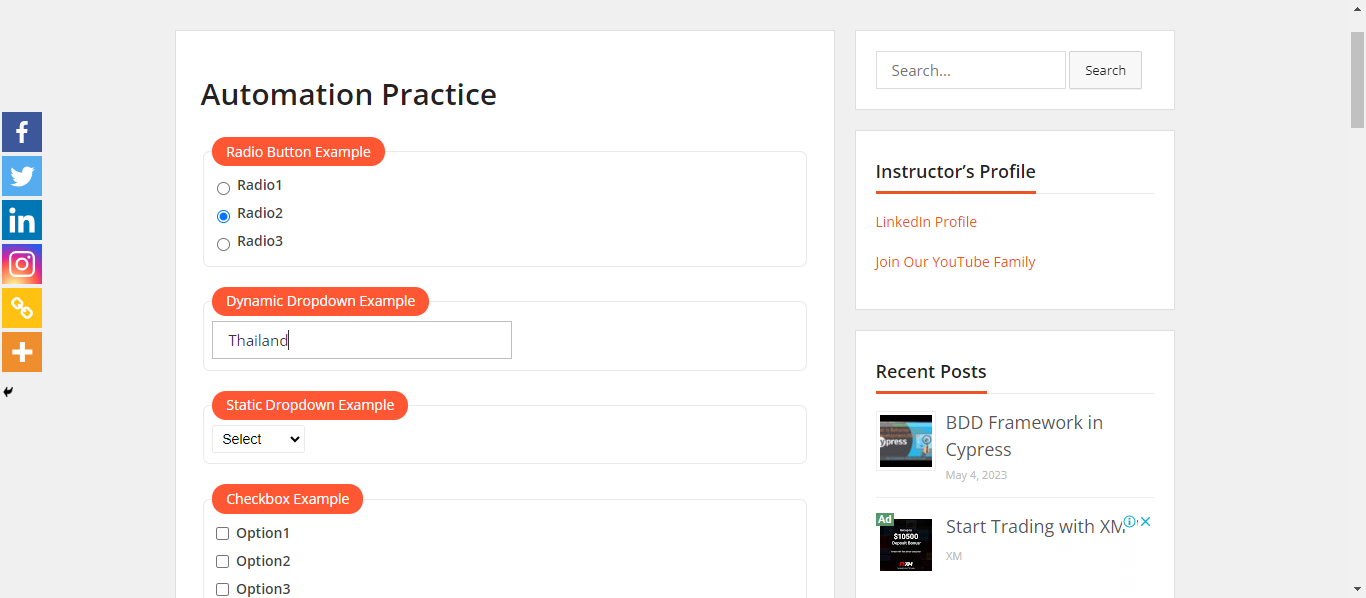 Automation Practice
Radio Button Example
Radio1
Radio2
Radio3
Dynamic Dropdown Example
Thailand
Static Dropdown Example
Select
Checkbox Example
Option1
Option2
Option3
Search...
Search
Instructor’s Profile
LinkedIn Profile
Join Our YouTube Family
Recent Posts
BDD Framework in
Cypress
May 4, 2023
Ad
$10500
Start Trading with XM
XM